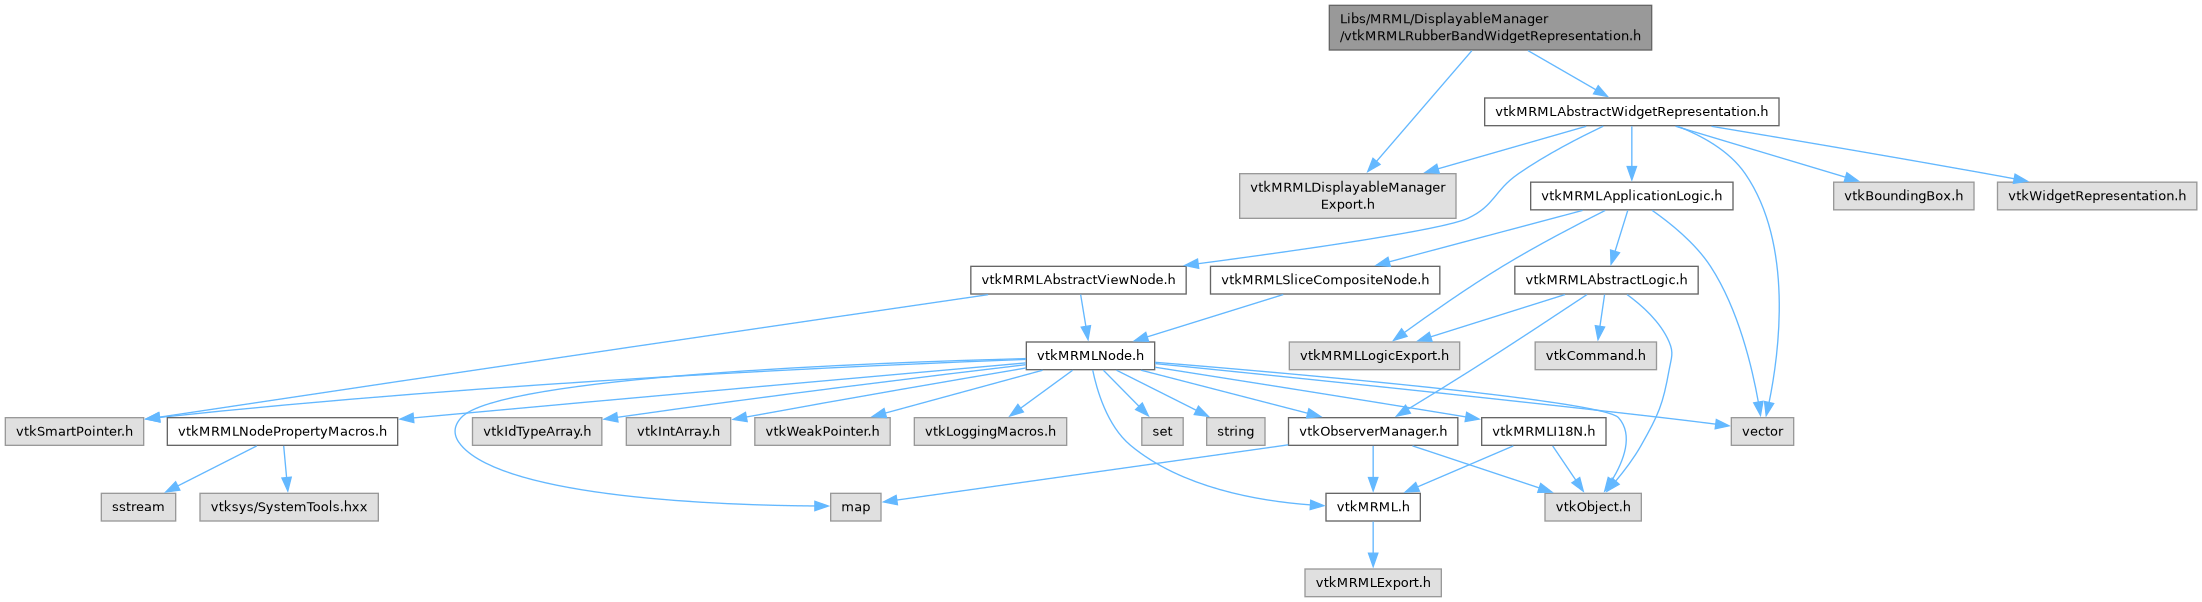 Libs/MRML/DisplayableManager
/vtkMRMLRubberBandWidgetRepresentation.h
vtkMRMLAbstractWidgetRepresentation.h
vtkMRMLDisplayableManager
Export.h
vtkMRMLApplicationLogic.h
vtkBoundingBox.h
vtkWidgetRepresentation.h
vtkMRMLAbstractViewNode.h
vtkMRMLSliceCompositeNode.h
vtkMRMLAbstractLogic.h
vtkMRMLNode.h
vtkMRMLLogicExport.h
vtkCommand.h
vtkSmartPointer.h
vtkMRMLNodePropertyMacros.h
vtkIdTypeArray.h
vtkIntArray.h
vtkWeakPointer.h
vtkLoggingMacros.h
set
string
vtkObserverManager.h
vtkMRMLI18N.h
vector
sstream
vtksys/SystemTools.hxx
map
vtkMRML.h
vtkObject.h
vtkMRMLExport.h